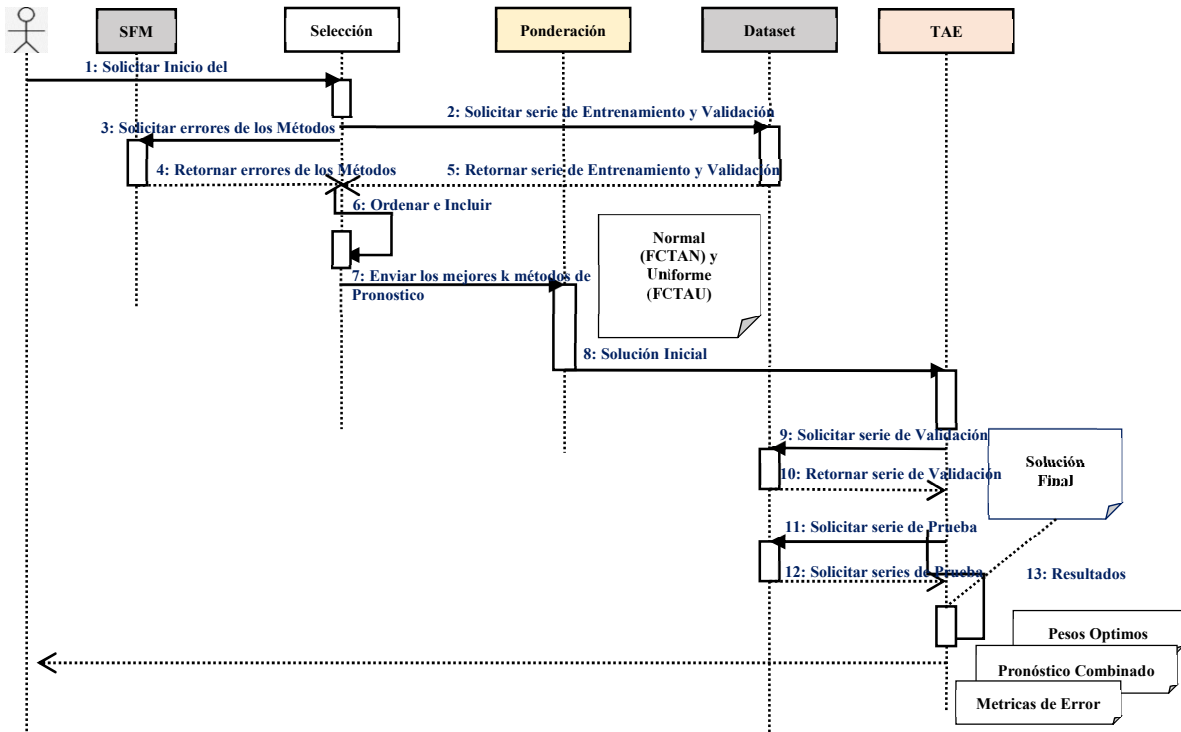 SFM
Selección
Ponderación
Dataset
TAE
1: Solicitar Inicio del
2: Solicitar serie de Entrenamiento y Validación
3: Solicitar errores de los Métodos
4: Retornar errores de los Métodos
5: Retornar serie de Entrenamiento y Validación
6: Ordenar e Incluir
Normal
(FCTAN) y
Uniforme
(FCTAU)
7: Enviar los mejores k métodos de
Pronostico
8: Solución Inicial
9: Solicitar serie de Validación
Solución
Final
10: Retornar serie de Validación
11: Solicitar serie de Prueba
12: Solicitar series de Prueba
13: Resultados
Pesos Optimos
Pronóstico Combinado
Metricas de Error